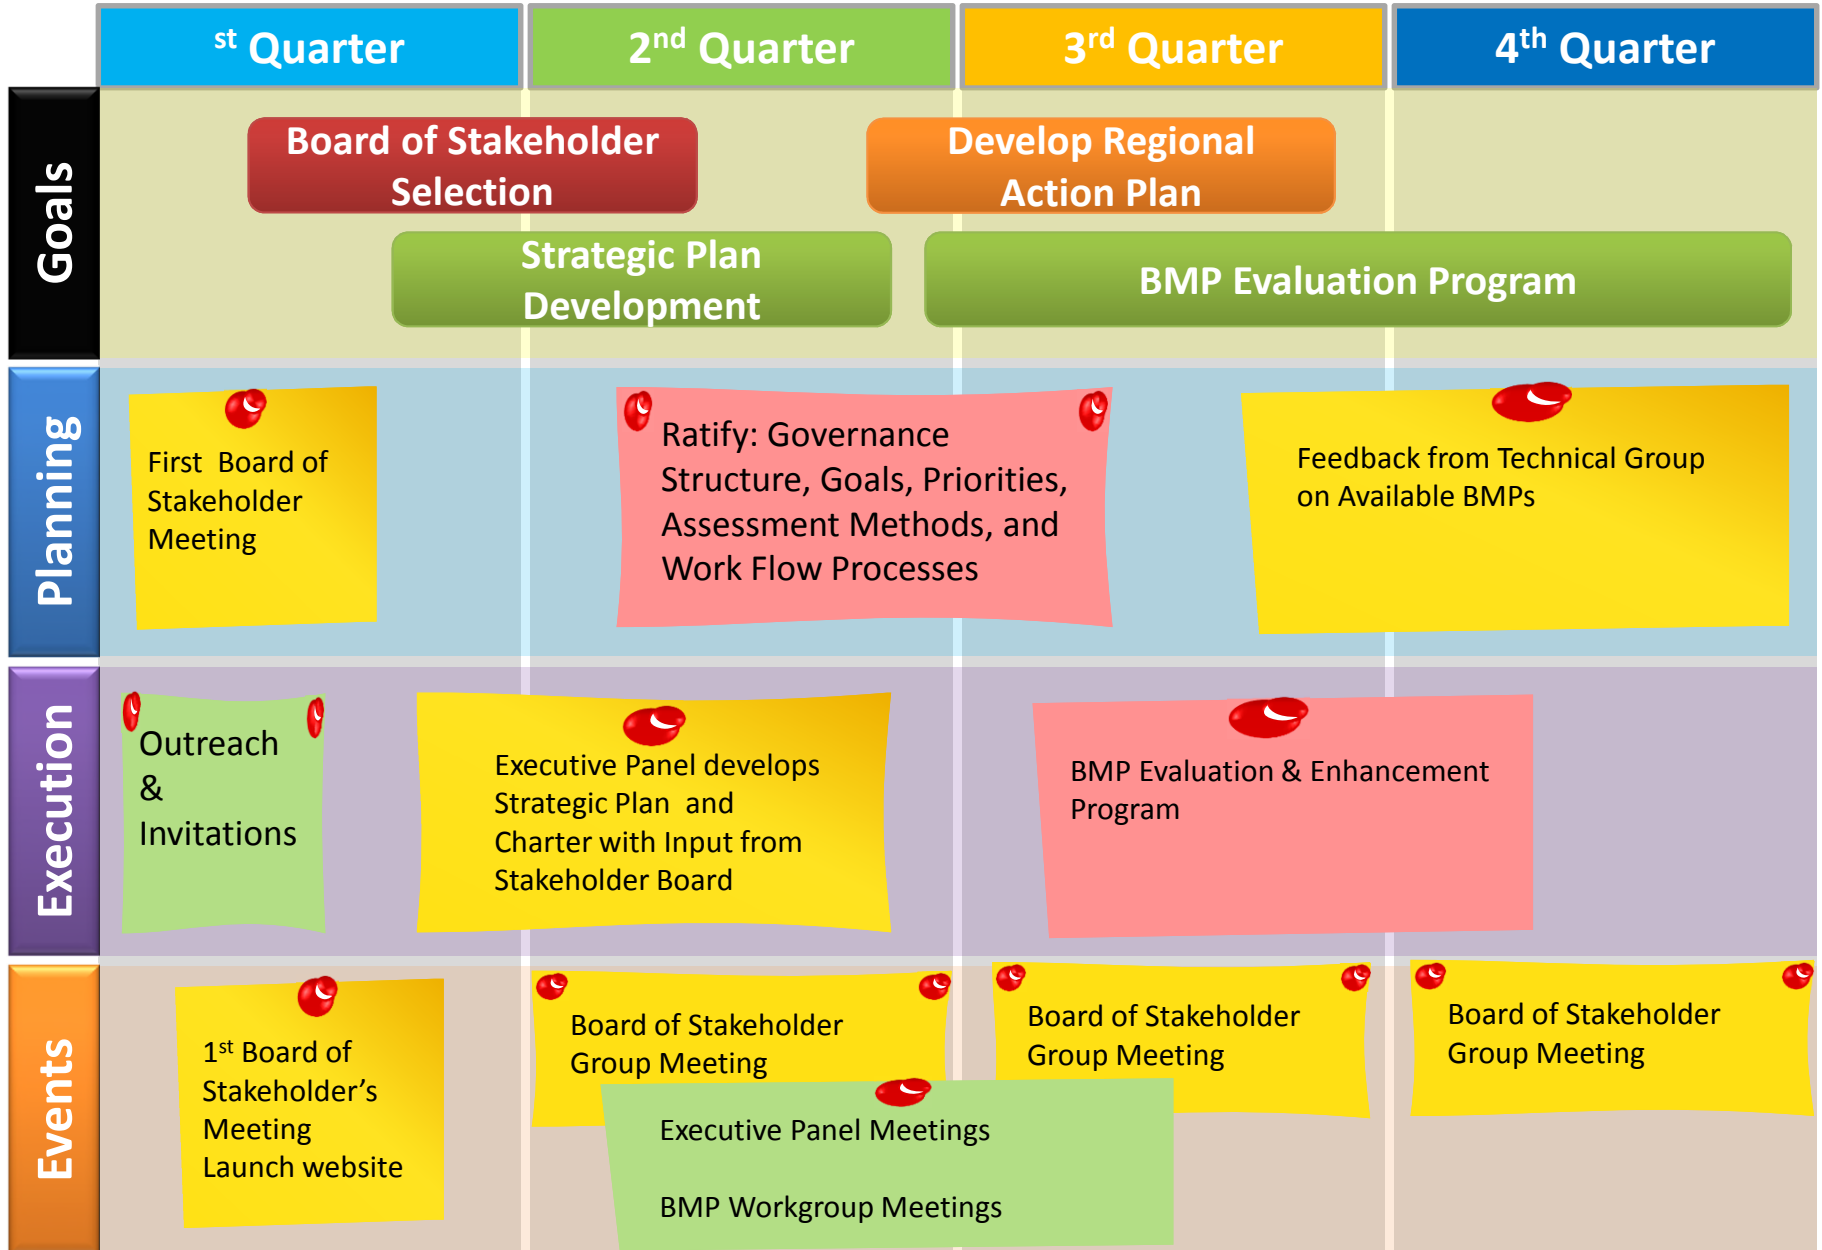 st Quarter
2nd Quarter
3rd Quarter
4th Quarter
Goals
Board of Stakeholder
Selection
Develop Regional
Action Plan
Strategic Plan
Development
BMP Evaluation Program
Planning
First Board of
Stakeholder
Meeting
Ratify: Governance
Structure, Goals, Priorities,
Assessment Methods, and
Work Flow Processes
Feedback from Technical Group
on Available BMPs
Execution
Outreach
&
Invitations
Executive Panel develops
Strategic Plan and
Charter with Input from
Stakeholder Board
BMP Evaluation & Enhancement
Program
Events
1st Board of
Stakeholder’s
Meeting
Launch website
Board of Stakeholder
Group Meeting
Board of Stakeholder
Group Meeting
Board of Stakeholder
Group Meeting
Executive Panel Meetings
BMP Workgroup Meetings